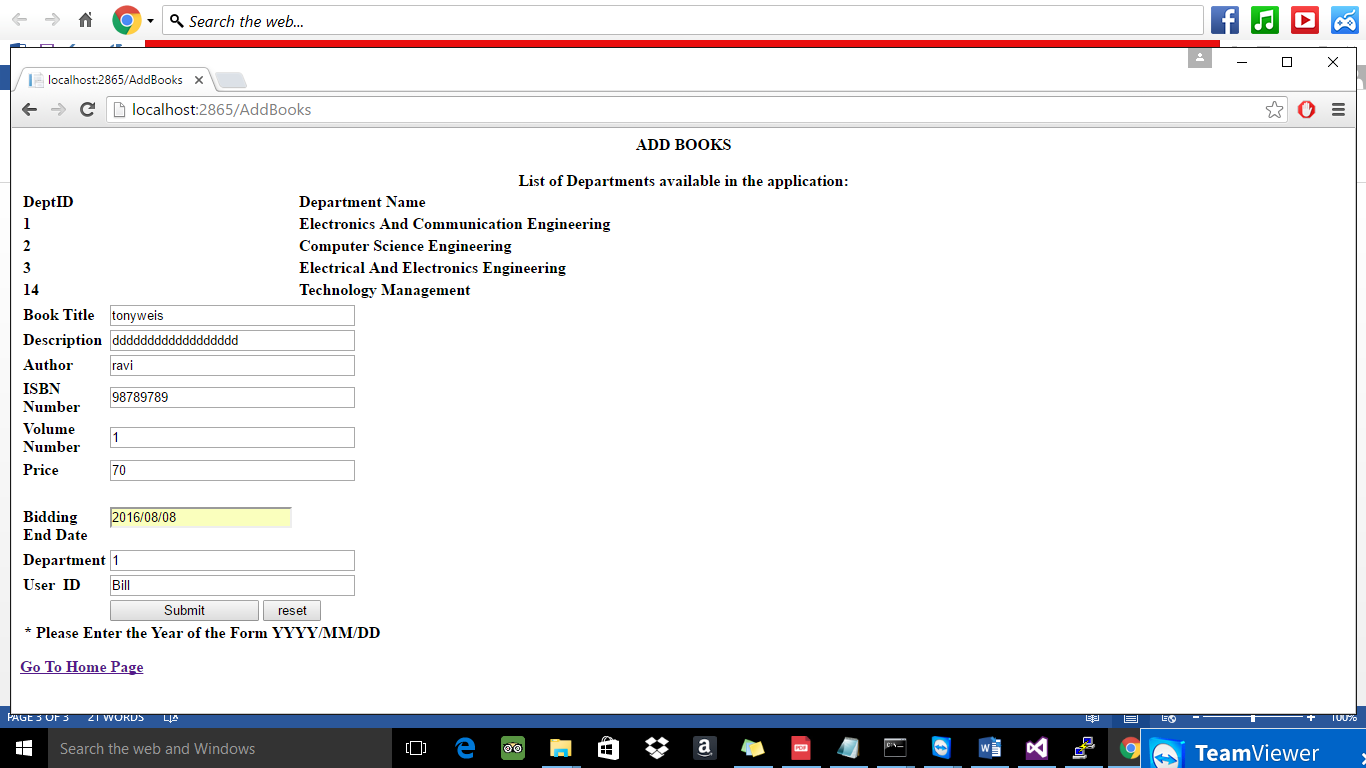 Search the web...
localhost:2865/AddBooks
localhost:2865/AddBooks
ADD BOOKS
List of Departments available in the application:
DeptID Department Name
1 Electronics And Communication Engineering
2 Computer Science Engineering
3 Electrical And Electronics Engineering
14 Technology Management
Book Title tonyweis
Description dddddddddddddddddd
Author ravi
ISBN Number 98789789
Volume Number 1
Price 70
Bidding End Date 2016/08/08
Department 1
User ID Bill
Submit reset
* Please Enter the Year of the Form YYYY/MM/DD
Go To Home Page
PAGE 3 OF 3 21 WORDS 100%
Search the web and Windows
TeamViewer